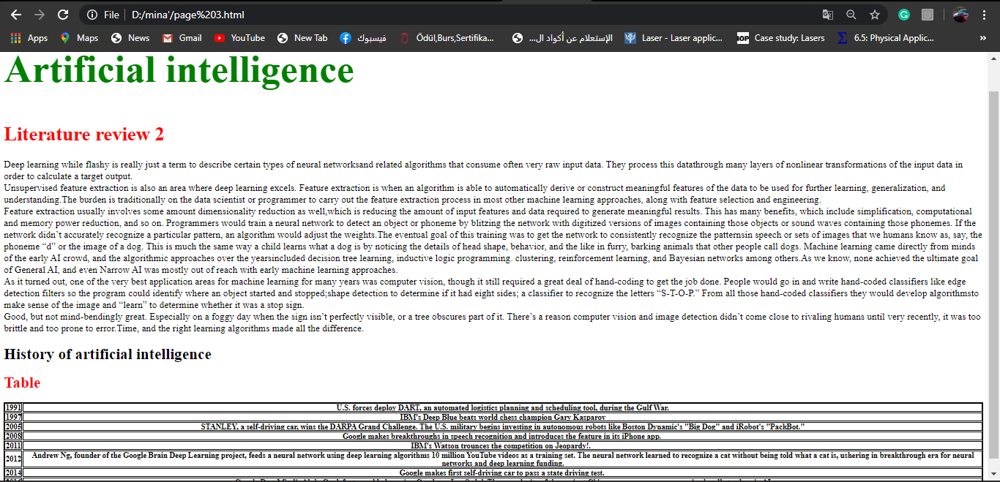 File D:/mina'/page%203.html
Apps Maps News Gmail YouTube New Tab فيسبوك Ödül,Burs,Sertifika... الإستعلام عن أكواد ال... Laser - Laser applic... IOP Case study: Lasers Σ 6.5: Physical Applic... »
Artificial intelligence
Literature review 2
Deep learning while flashy is really just a term to describe certain types of neural networksand related algorithms that consume often very raw input data. They process this datathrough many layers of nonlinear transformations of the input data in
order to calculate a target output.
Unsupervised feature extraction is also an area where deep learning excels. Feature extraction is when an algorithm is able to automatically derive or construct meaningful features of the data to be used for further learning, generalization, and
understanding.The burden is traditionally on the data scientist or programmer to carry out the feature extraction process in most other machine learning approaches, along with feature selection and engineering.
Feature extraction usually involves some amount dimensionality reduction as well,which is reducing the amount of input features and data required to generate meaningful results. This has many benefits, which include simplification, computational
and memory power reduction, and so on. Programmers would train a neural network to detect an object or phoneme by blitzing the network with digitized versions of images containing those objects or sound waves containing those phonemes. If the
network didn’t accurately recognize a particular pattern, an algorithm would adjust the weights.The eventual goal of this training was to get the network to consistently recognize the patternsin speech or sets of images that we humans know as, say, the
phoneme “d” or the image of a dog. This is much the same way a child learns what a dog is by noticing the details of head shape, behavior, and the like in furry, barking animals that other people call dogs. Machine learning came directly from minds
of the early AI crowd, and the algorithmic approaches over the yearsincluded decision tree learning, inductive logic programming. clustering, reinforcement learning, and Bayesian networks among others.As we know, none achieved the ultimate goal
of General AI, and even Narrow AI was mostly out of reach with early machine learning approaches.
As it turned out, one of the very best application areas for machine learning for many years was computer vision, though it still required a great deal of hand-coding to get the job done. People would go in and write hand-coded classifiers like edge
detection filters so the program could identify where an object started and stopped;shape detection to determine if it had eight sides; a classifier to recognize the letters “S-T-O-P.” From all those hand-coded classifiers they would develop algorithmsto
make sense of the image and “learn” to determine whether it was a stop sign.
Good, but not mind-bendingly great. Especially on a foggy day when the sign isn’t perfectly visible, or a tree obscures part of it. There’s a reason computer vision and image detection didn’t come close to rivaling humans until very recently, it was too
brittle and too prone to error.Time, and the right learning algorithms made all the difference.
History of artificial intelligence
Table
1991 U.S. forces deploy DART, an automated logistics planning and scheduling tool, during the Gulf War.
1997 IBM's Deep Blue beats world chess champion Gary Kasparov
2005 STANLEY, a self-driving car, wins the DARPA Grand Challenge. The U.S. military begins investing in autonomous robots like Boston Dynamic's "Big Dog" and iRobot's "PackBot."
2008 Google makes breakthroughs in speech recognition and introduces the feature in its iPhone app.
2011 IBM's Watson trounces the competition on Jeopardy!.
2012 Andrew Ng, founder of the Google Brain Deep Learning project, feeds a neural network using deep learning algorithms 10 million YouTube videos as a training set. The neural network learned to recognize a cat without being told what a cat is, ushering in breakthrough era for neural
networks and deep learning funding.
2014 Google makes first self-driving car to pass a state driving test.